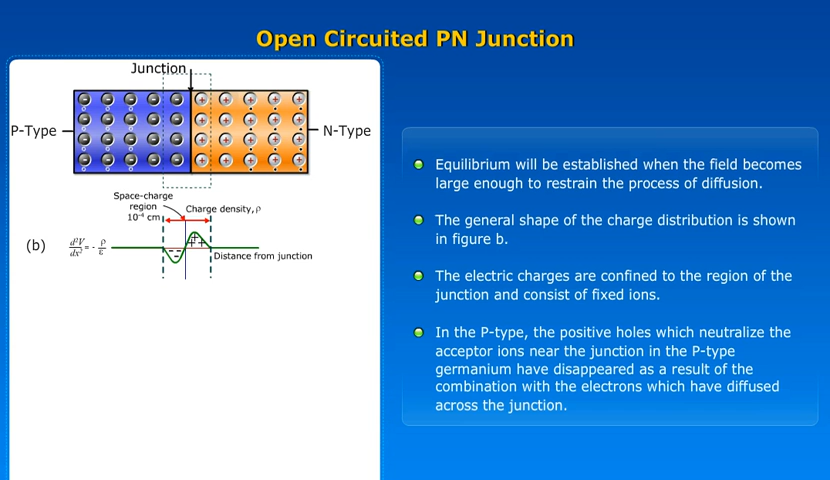 Open Circuited PN Junction
Junction
P-Type
N-Type
Space-charge
region
10⁻⁴ cm
Charge density, ρ
(b)
d²V/dx² = - ρ/ε
Distance from junction
Equilibrium will be established when the field becomes
large enough to restrain the process of diffusion.
The general shape of the charge distribution is shown
in figure b.
The electric charges are confined to the region of the
junction and consist of fixed ions.
In the P-type, the positive holes which neutralize the
acceptor ions near the junction in the P-type
germanium have disappeared as a result of the
combination with the electrons which have diffused
across the junction.